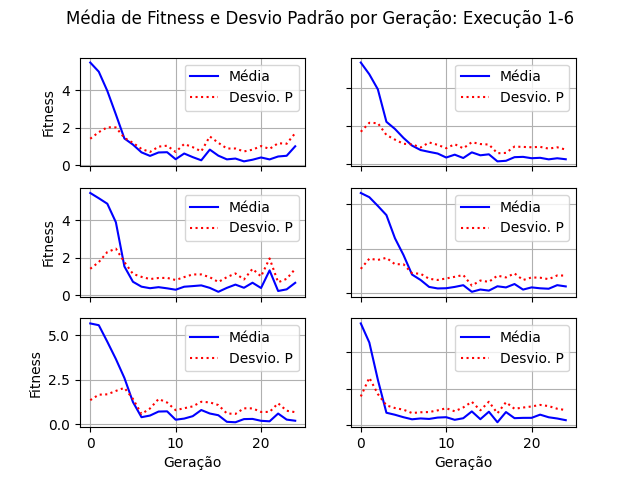 Média de Fitness e Desvio Padrão por Geração: Execução 1-6
Fitness
4
2
0
Média
Desvio. P
Média
Desvio. P
Fitness
4
2
0
Média
Desvio. P
Média
Desvio. P
Fitness
5.0
2.5
0.0
Média
Desvio. P
Média
Desvio. P
0 10 20
0 10 20
Geração
Geração